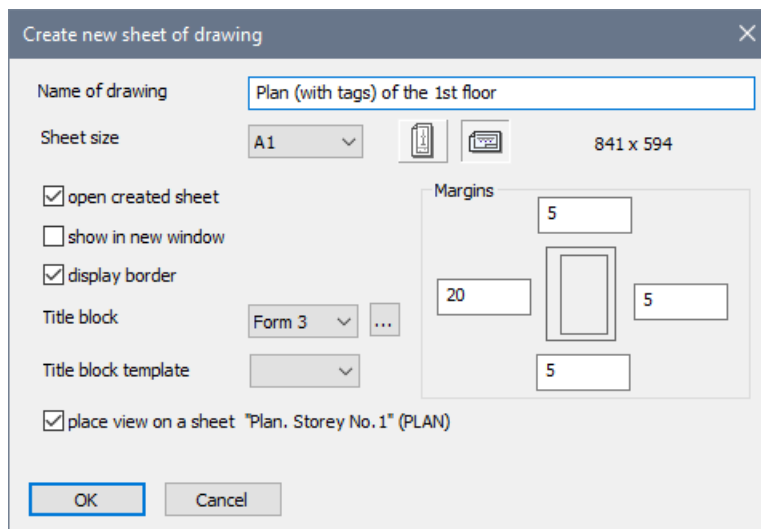 Create new sheet of drawing
Name of drawing Plan (with tags) of the 1st floor
Sheet size A1 841 x 594
open created sheet
Margins
5
show in new window
display border
20 5
Title block Form 3 ...
Title block template
5
place view on a sheet "Plan. Storey No.1" (PLAN)
OK Cancel